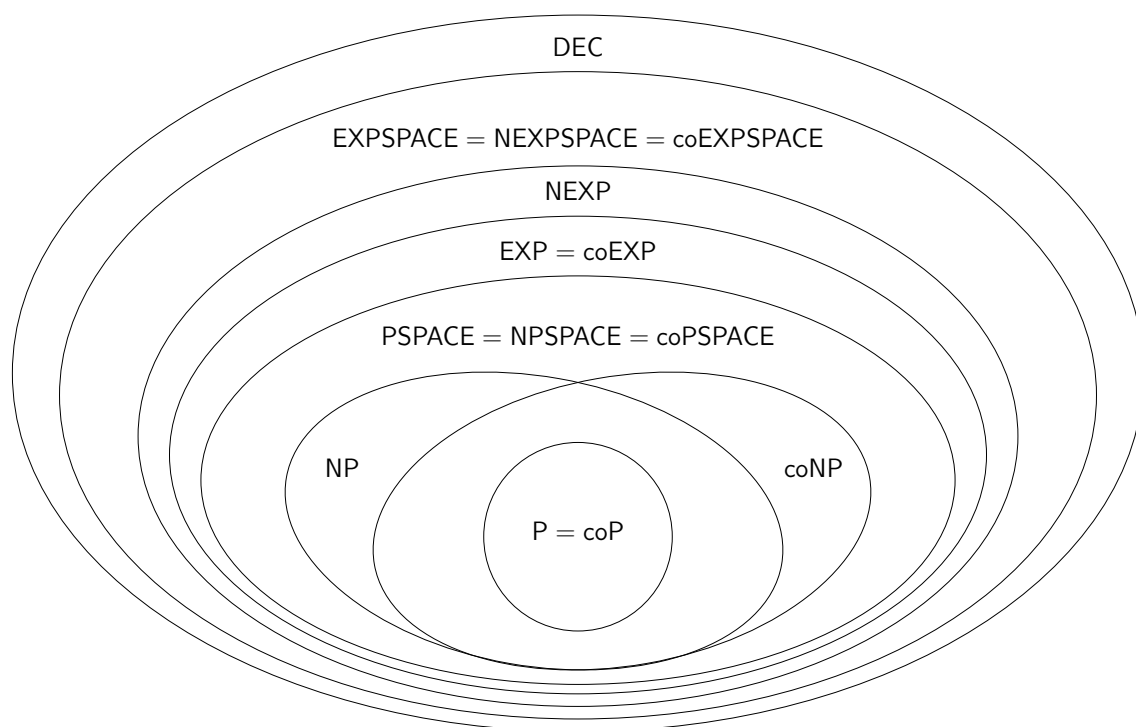 DEC
EXPSPACE = NEXPSPACE = coEXPSPACE
NEXP
EXP = coEXP
PSPACE = NPSPACE = coPSPACE
NP
coNP
P = coP